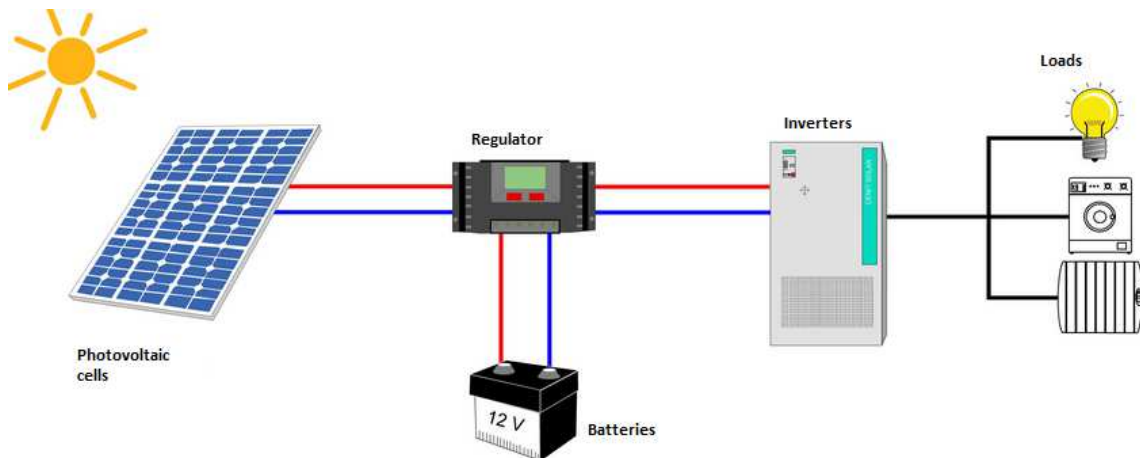 Loads
Inverters
Regulator
Photovoltaic
cells
12 V
Batteries